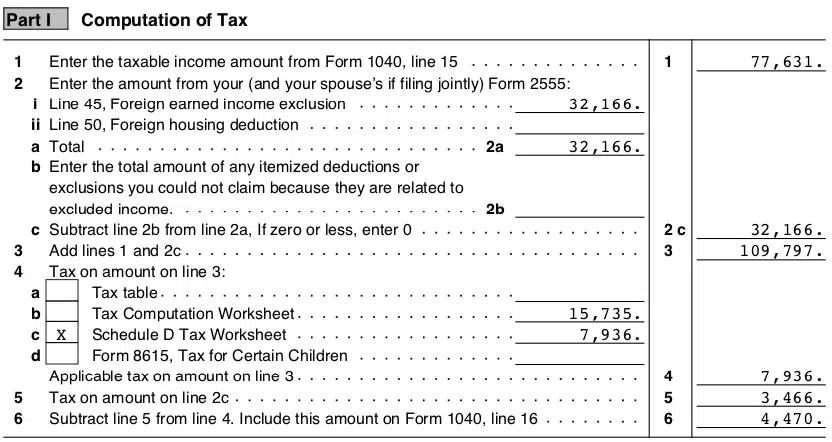 Part I Computation of Tax
1 Enter the taxable income amount from Form 1040, line 15 . . . . . . . . . . . . . . 1 77,631.
2 Enter the amount from your (and your spouse's if filing jointly) Form 2555:
i Line 45, Foreign earned income exclusion . . . . . . . . . . . . . 32,166.
ii Line 50, Foreign housing deduction . . . . . . . . . . . . . . . . .
a Total . . . . . . . . . . . . . . . . . . . . . . . . . . . . . . 2a 32,166.
b Enter the total amount of any itemized deductions or
exclusions you could not claim because they are related to
excluded income. . . . . . . . . . . . . . . . . . . . . . . . . 2b
c Subtract line 2b from line 2a, If zero or less, enter 0 . . . . . . . . . . . . . . . . . . 2 c 32,166.
3 Add lines 1 and 2c . . . . . . . . . . . . . . . . . . . . . . . . . . . . . . . . . . . . . 3 109,797.
4 Tax on amount on line 3:
a Tax table . . . . . . . . . . . . . . . . . . . . . . . . . . . . .
b Tax Computation Worksheet . . . . . . . . . . . . . . . . . . 15,735.
c X Schedule D Tax Worksheet . . . . . . . . . . . . . . . . . . 7,936.
d Form 8615, Tax for Certain Children . . . . . . . . . . . . .
Applicable tax on amount on line 3 . . . . . . . . . . . . . . . . . . . . . . . . . . . . 4 7,936.
5 Tax on amount on line 2c . . . . . . . . . . . . . . . . . . . . . . . . . . . . . . . . . 5 3,466.
6 Subtract line 5 from line 4. Include this amount on Form 1040, line 16 . . . . . . . . 6 4,470.